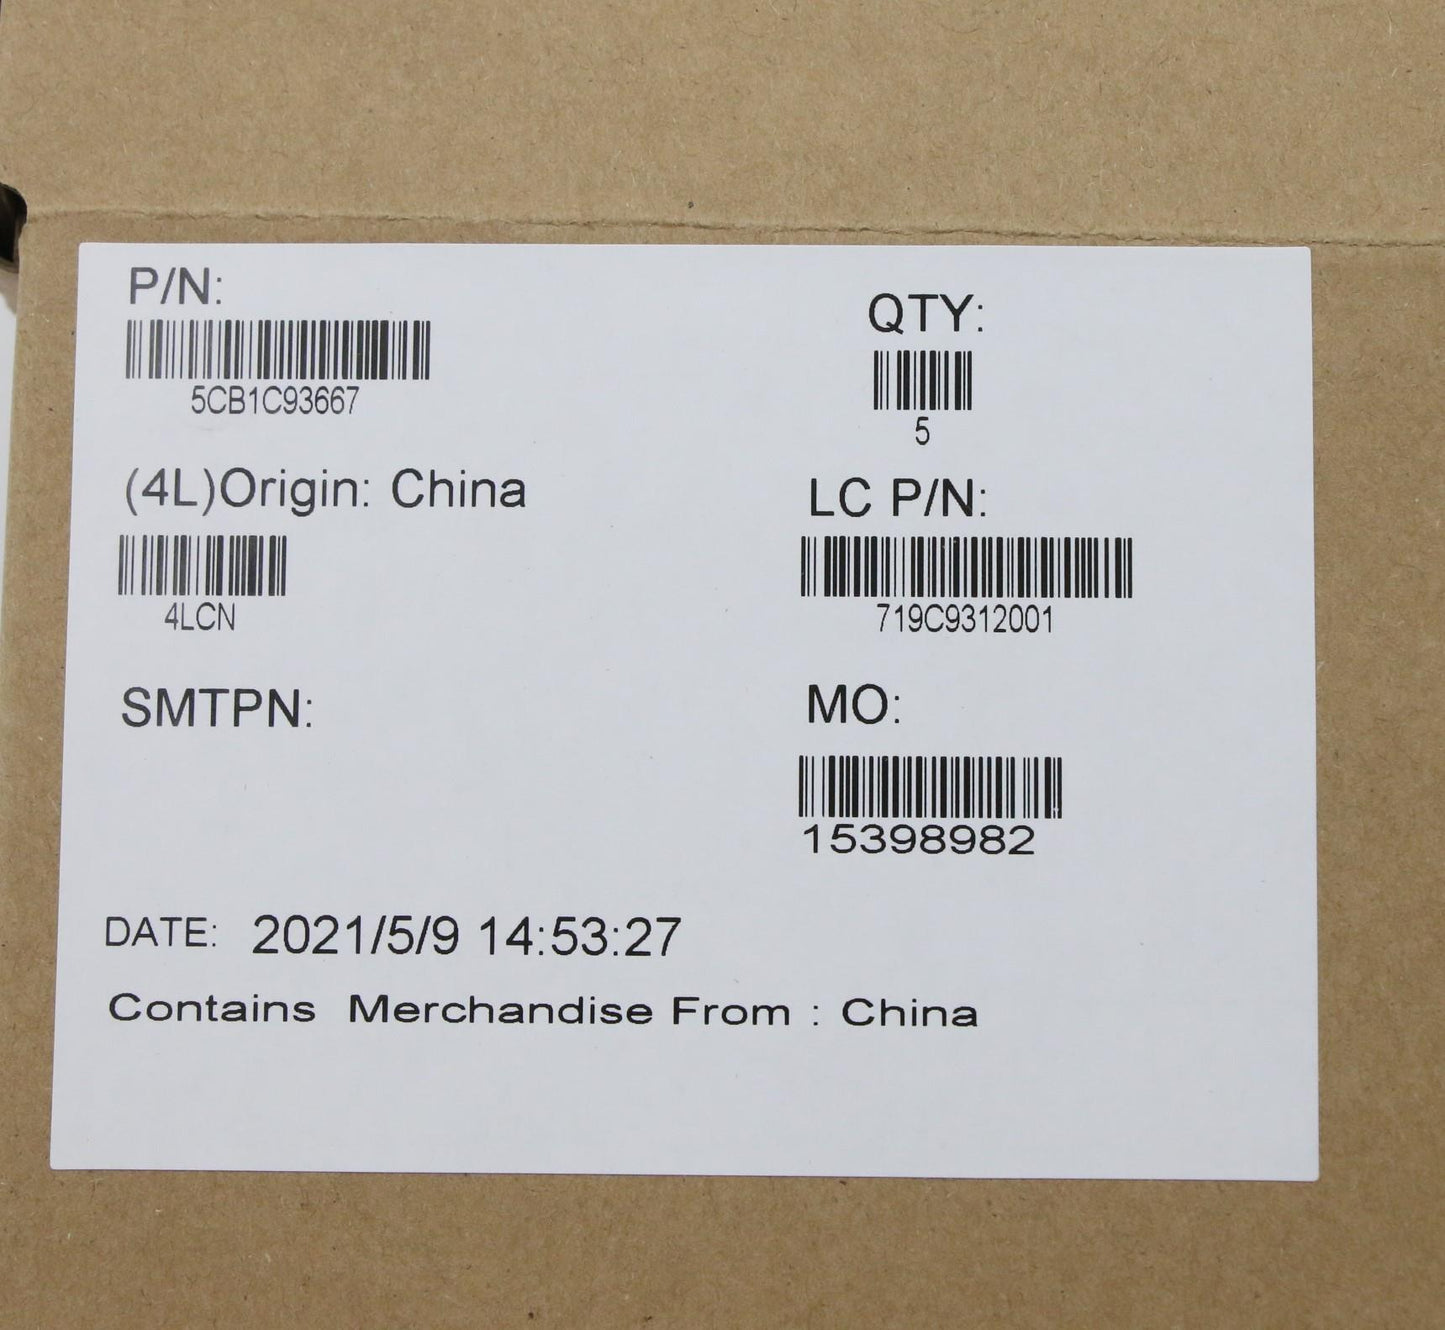 P/N:
5CB1C93667
QTY:
5
(4L)Origin: China
4LCN
LC P/N:
719C9312001
SMTPN:
MO:
15398982
DATE: 2021/5/9 14:53:27
Contains Merchandise From : China